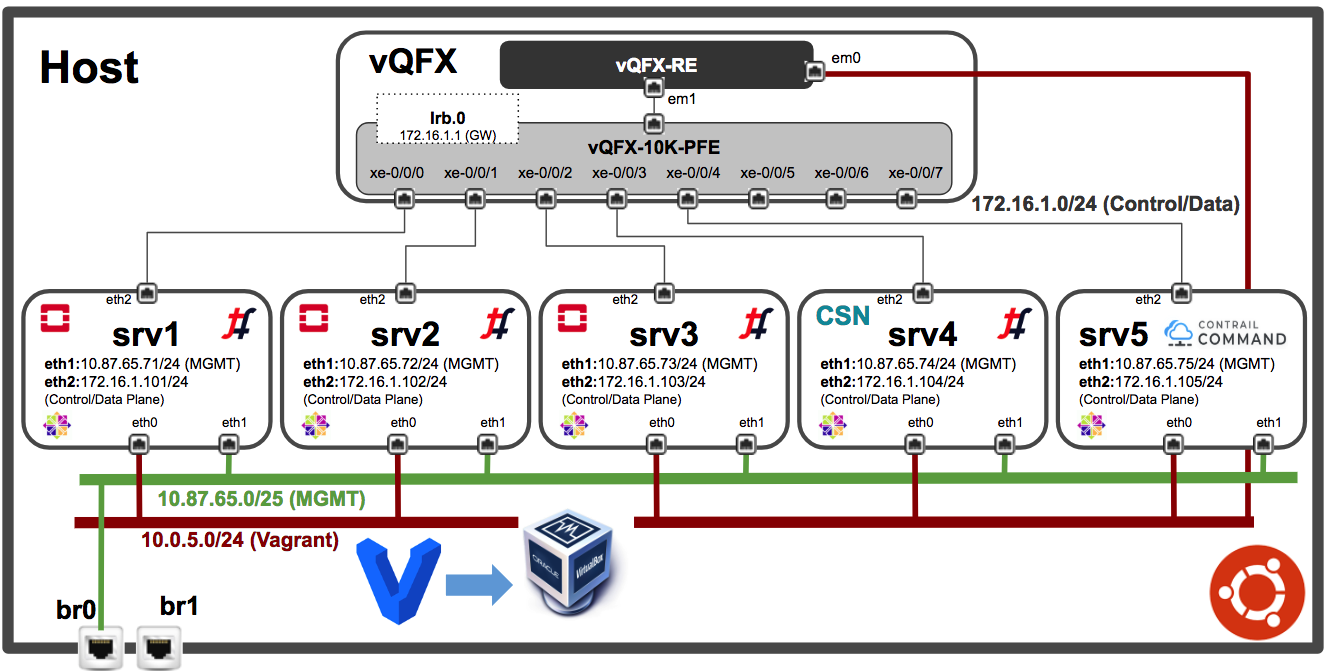 Host
vQFX
vQFX-RE
em0
em1
Irb.0
172.16.1.1 (GW)
vQFX-10K-PFE
xe-0/0/0 xe-0/0/1 xe-0/0/2 xe-0/0/3 xe-0/0/4 xe-0/0/5 xe-0/0/6 xe-0/0/7
172.16.1.0/24 (Control/Data)
eth2
srv1
eth1:10.87.65.71/24 (MGMT)
eth2:172.16.1.101/24
(Control/Data Plane)
eth0 eth1
eth2
srv2
eth1:10.87.65.72/24 (MGMT)
eth2:172.16.1.102/24
(Control/Data Plane)
eth0 eth1
eth2
srv3
eth1:10.87.65.73/24 (MGMT)
eth2:172.16.1.103/24
(Control/Data Plane)
eth0 eth1
eth2
CSN
srv4
eth1:10.87.65.74/24 (MGMT)
eth2:172.16.1.104/24
(Control/Data Plane)
eth0 eth1
eth2
srv5
CONTRAIL
COMMAND
eth1:10.87.65.75/24 (MGMT)
eth2:172.16.1.105/24
(Control/Data Plane)
eth0 eth1
10.87.65.0/25 (MGMT)
10.0.5.0/24 (Vagrant)
ORACLE
VirtualBox
br0
br1